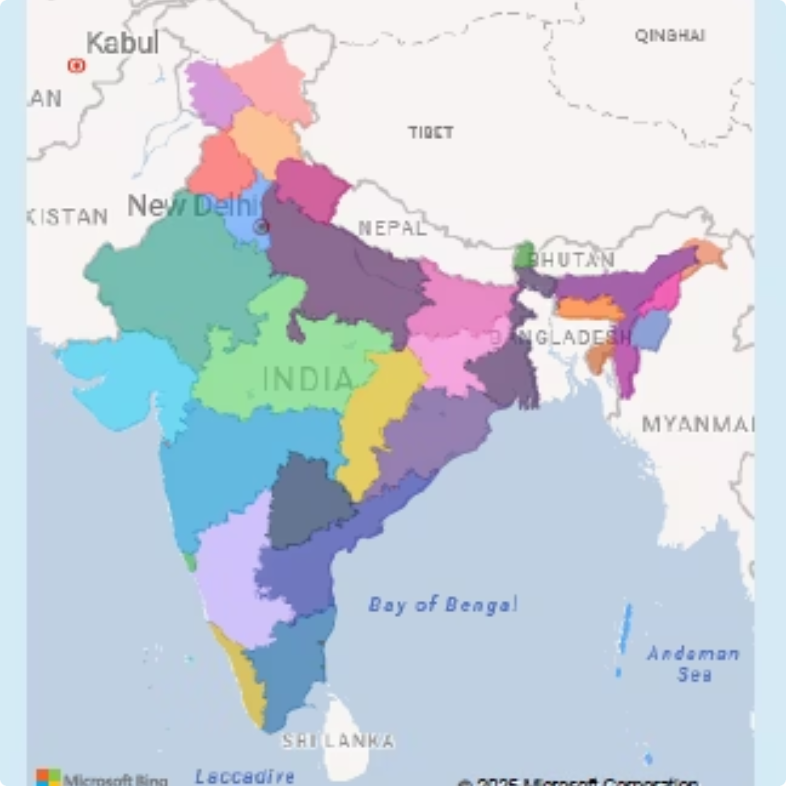 Kabul
QINGHAI
AN
TIBET
New Delhi
KISTAN
NEPAL
BHUTAN
BANGLADESH
INDIA
MYANMA
Bay of Bengal
Andaman
Sea
SRI LANKA
Microsoft Bing
Laccadive
© 2025 Microsoft Corporation